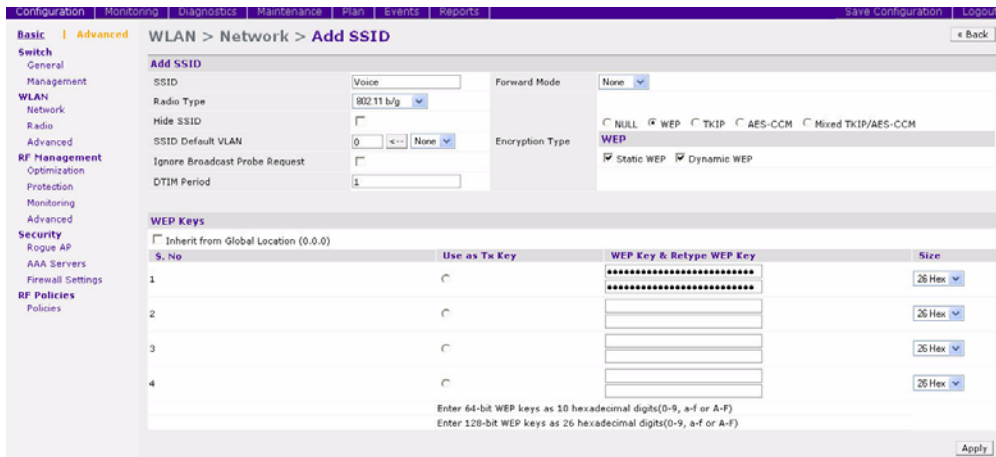 Configuration Monitoring Diagnostics Maintenance Plan Events Reports Save Configuration Logout
Basic | Advanced
Switch
General
Management
WLAN
Network
Radio
Advanced
RF Management
Optimization
Protection
Monitoring
Advanced
Security
Rogue AP
AAA Servers
Firewall Settings
RF Policies
Policies
WLAN > Network > Add SSID
« Back
Add SSID
SSID Voice Forward Mode None
Radio Type 802.11 b/g
Hide SSID
NULL WEP TKIP AES-CCM Mixed TKIP/AES-CCM
SSID Default VLAN 0 <-- None Encryption Type WEP
Ignore Broadcast Probe Request Static WEP Dynamic WEP
DTIM Period 1
WEP Keys
Inherit from Global Location (0.0.0)
S. No Use as Tx Key WEP Key & Retype WEP Key Size
1 26 Hex
2 26 Hex
3 26 Hex
4 26 Hex
Enter 64-bit WEP keys as 10 hexadecimal digits(0-9, a-f or A-F)
Enter 128-bit WEP keys as 26 hexadecimal digits(0-9, a-f or A-F)
Apply